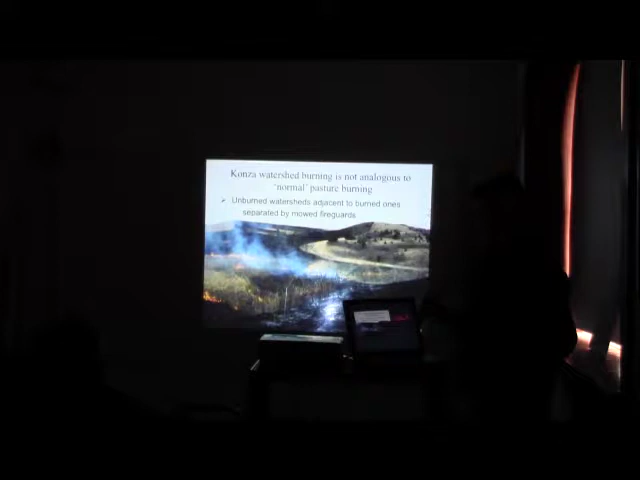 Konza watershed burning is not analogous to
'normal' pasture burning
➢ Unburned watersheds adjacent to burned ones
separated by mowed fireguards